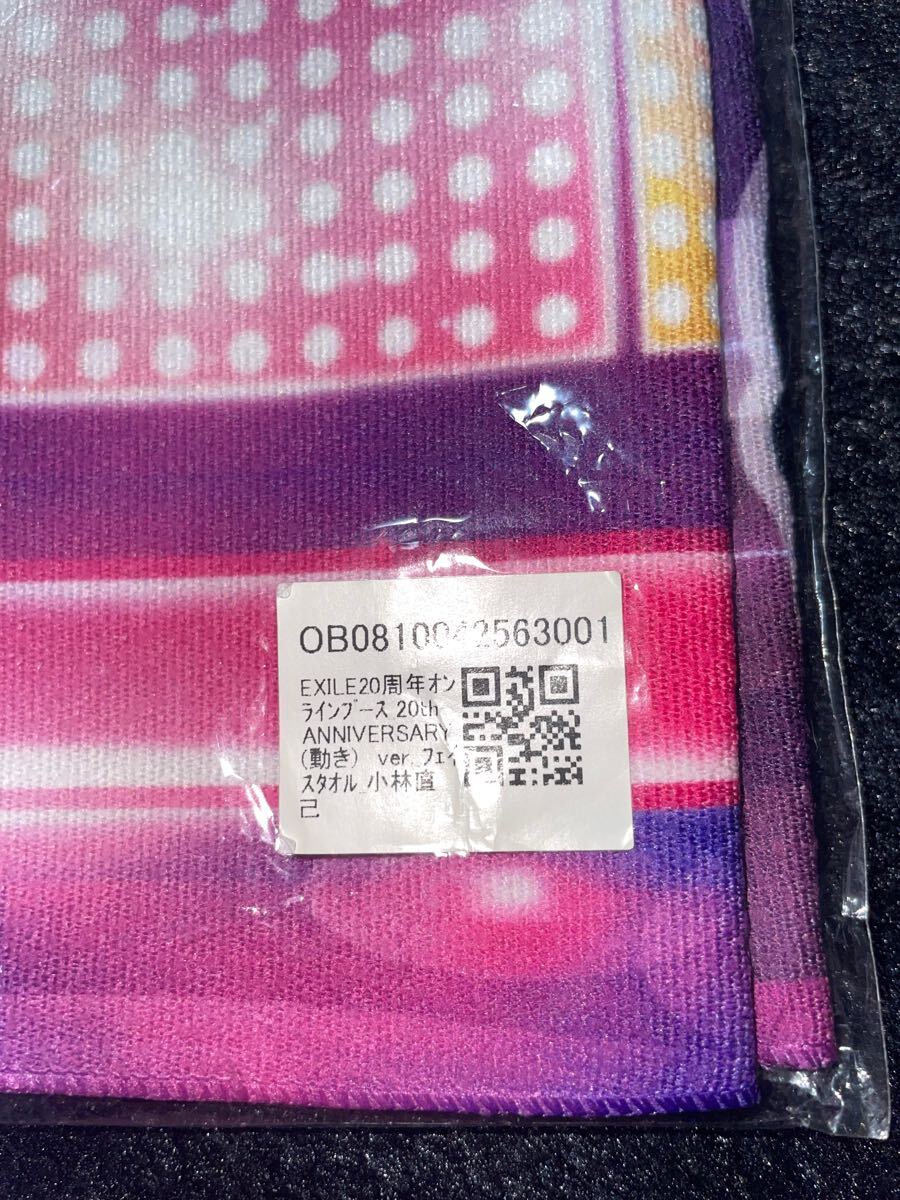 OB0810042563001
EXILE20周年オン
ラインブース 20th
ANNIVERSARY
(動き) ver. フェイ
スタオル 小林直
己